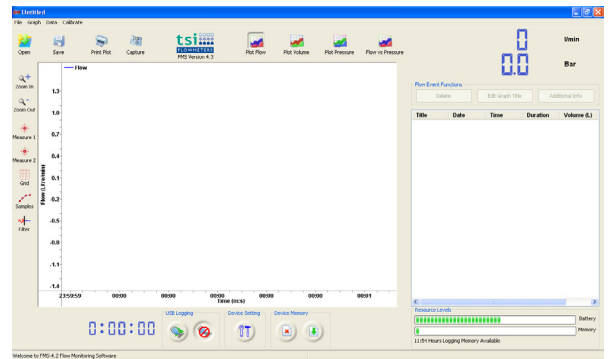 Untitled
File Graph Data Calibrate
Open Save Print Plot Capture
tsi
FLOWMETERS
FMS Version 4.3
Plot Flow Plot Volume Plot Pressure Flow vs Pressure
0 l/min
0.0 Bar
Zoom In
Zoom Out
Measure 1
Measure 2
Grid
Samples
Filter
Flow
1.3
1.0
0.7
0.4
0.1
-0.2
-0.5
-0.8
-1.1
-1.4
Flow (Litre/min)
23:59:59 00:00 00:00 00:00 00:00 00:01
Time (mcs)
Flow Event Functions
Delete Edit Graph Title Additional Info
Title Date Time Duration Volume (L)
0:00:00
USB Logging Device Setting Device Memory
Resource Levels
Battery
Memory
11:54 Hours Logging Memory Available
Welcome to FMS-4.2 Flow Monitoring Software